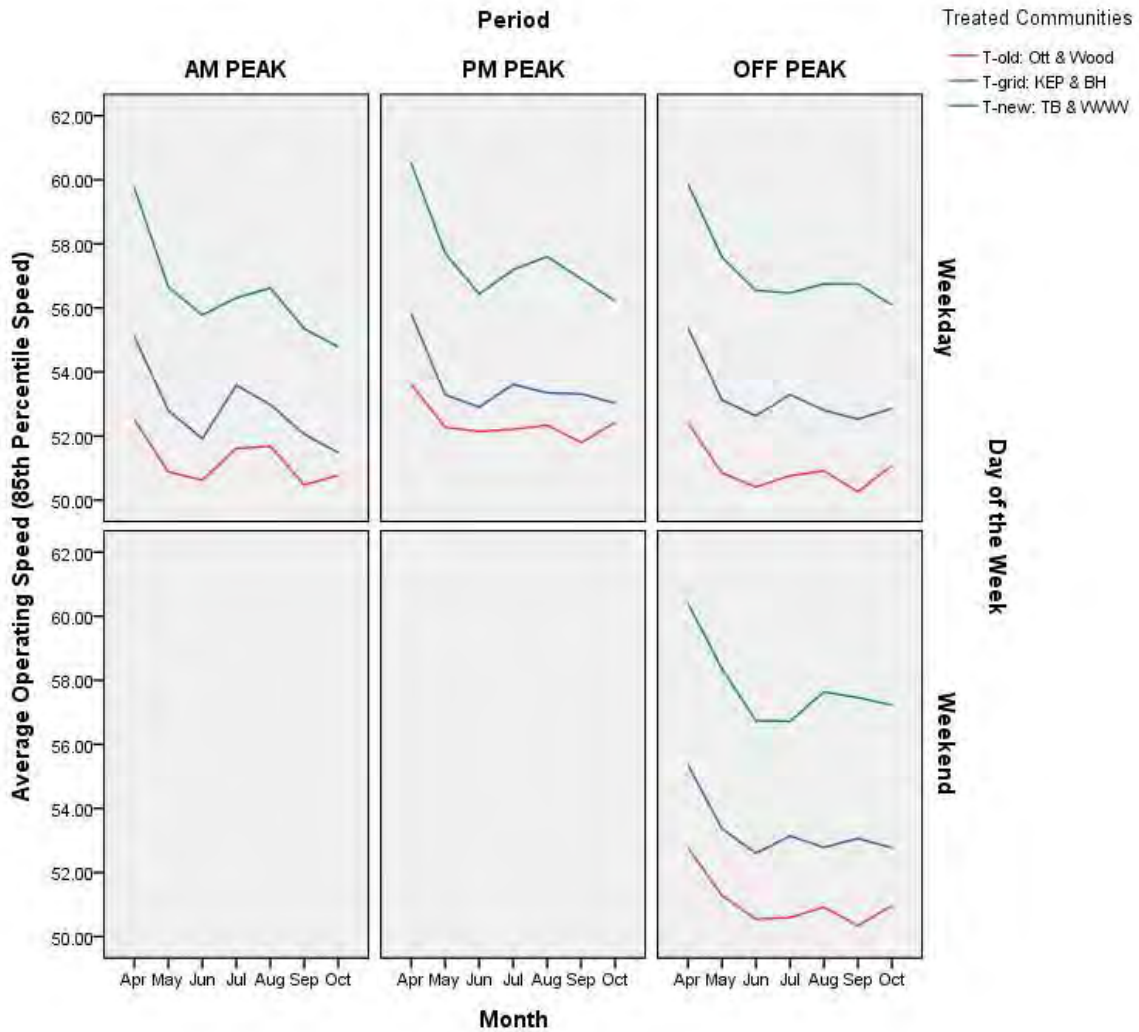 Period
Treated Communities
T-old: Ott & Wood
T-grid: KEP & BH
T-new: TB & WWW
AM PEAK
PM PEAK
OFF PEAK
Average Operating Speed (85th Percentile Speed)
62.00
60.00
58.00
56.00
54.00
52.00
50.00
Weekday
62.00
60.00
58.00
56.00
54.00
52.00
50.00
Weekend
Day of the Week
Apr May Jun Jul Aug Sep Oct
Apr May Jun Jul Aug Sep Oct
Apr May Jun Jul Aug Sep Oct
Month